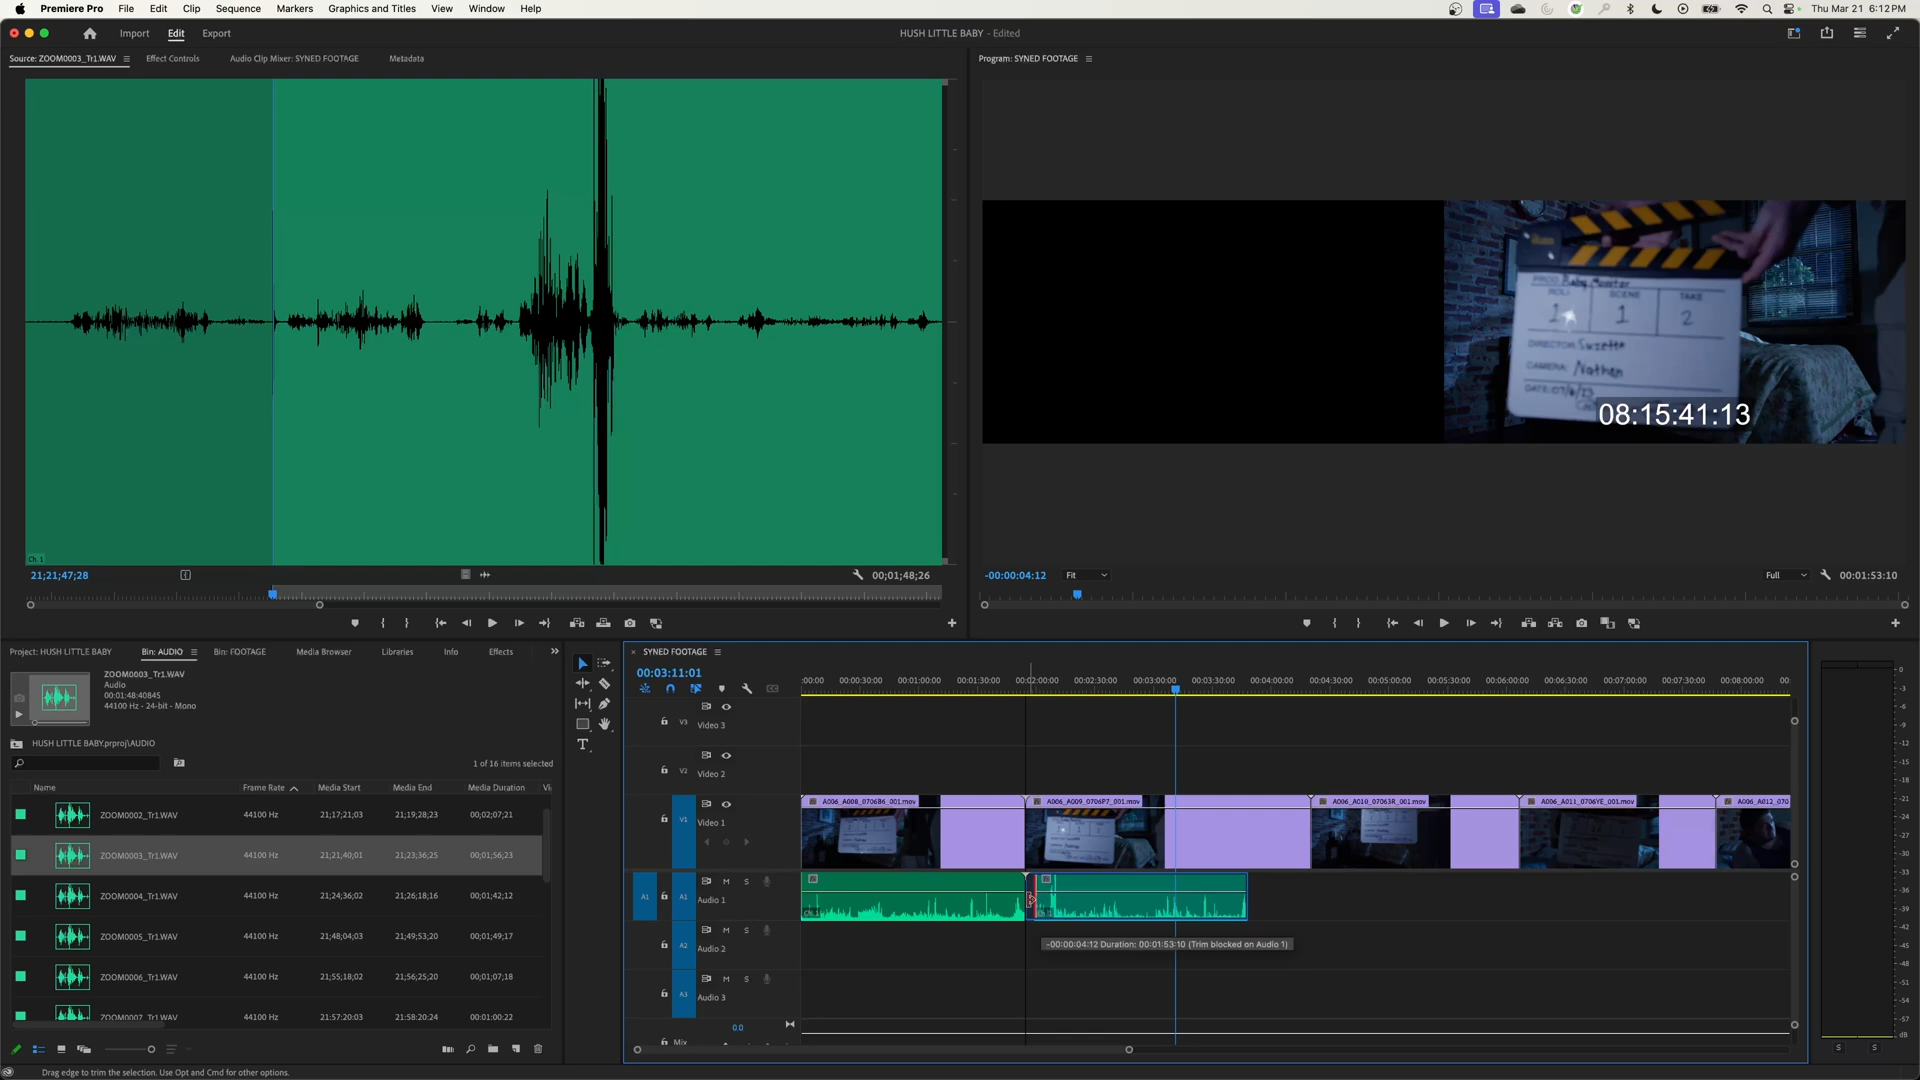 Premiere Pro File Edit Clip Sequence Markers Graphics and Titles View Window Help
Thu Mar 21 6:12 PM
Import Edit Export
HUSH LITTLE BABY - Edited
Source: ZOOM0003_Tr1.WAV Effect Controls Audio Clip Mixer: SYNED FOOTAGE Metadata
Program: SYNED FOOTAGE
Ch. 1
21;21;47;28
00;01;48;26
SCENE TAKE
1 2
DIRECTOR: Suzette
CAMERA: Nathan
08:15:41:13
-00:00:04:12 Fit
Full 00:01:53:10
Project: HUSH LITTLE BABY Bin: AUDIO Bin: FOOTAGE Media Browser Libraries Info Effects
ZOOM0003_Tr1.WAV
Audio
00:01:48:40845
44100 Hz - 24-bit - Mono
HUSH LITTLE BABY.prproj\AUDIO
1 of 16 items selected
Name Frame Rate Media Start Media End Media Duration
ZOOM0002_Tr1.WAV 44100 Hz 21;17;21;03 21;19;28;23 00;02;07;21
ZOOM0003_Tr1.WAV 44100 Hz 21;21;40;01 21;23;36;25 00;01;56;23
ZOOM0004_Tr1.WAV 44100 Hz 21;24;36;02 21;26;18;16 00;01;42;12
ZOOM0005_Tr1.WAV 44100 Hz 21;48;04;03 21;49;53;20 00;01;49;17
ZOOM0006_Tr1.WAV 44100 Hz 21;55;18;02 21;56;25;20 00;01;07;18
ZOOM0007_Tr1.WAV 44100 Hz 21:57:20:03 21:58:20:24 00:01:00:22
Drag edge to trim the selection. Use Opt and Cmd for other options.
SYNED FOOTAGE
00:03:11:01
:00:00 00:00:30:00 00:01:00:00 00:01:30:00 00:02:00:00 00:02:30:00 00:03:00:00 00:03:30:00 00:04:00:00 00:04:30:00 00:05:00:00 00:05:30:00 00:06:00:00 00:06:30:00 00:07:00:00 00:07:30:00 00:08:00:00 00
V3 Video 3
V2 Video 2
V1 Video 1
A006_A008_0706B6_001.mov A006_A009_0706P7_001.mov A006_A010_07063R_001.mov A006_A011_0706YE_001.mov A006_A012_070
A1 A1 M S Audio 1
Ch. 1
-00:00:04:12 Duration: 00:01:53:10 (Trim blocked on Audio 1)
A2 M S Audio 2
A3 M S Audio 3
0.0
Mix
0
-3
-6
-9
-12
-15
-18
-21
-24
-27
-30
-33
-36
-39
-42
-45
-48
-51
-54
-57
dB
S S